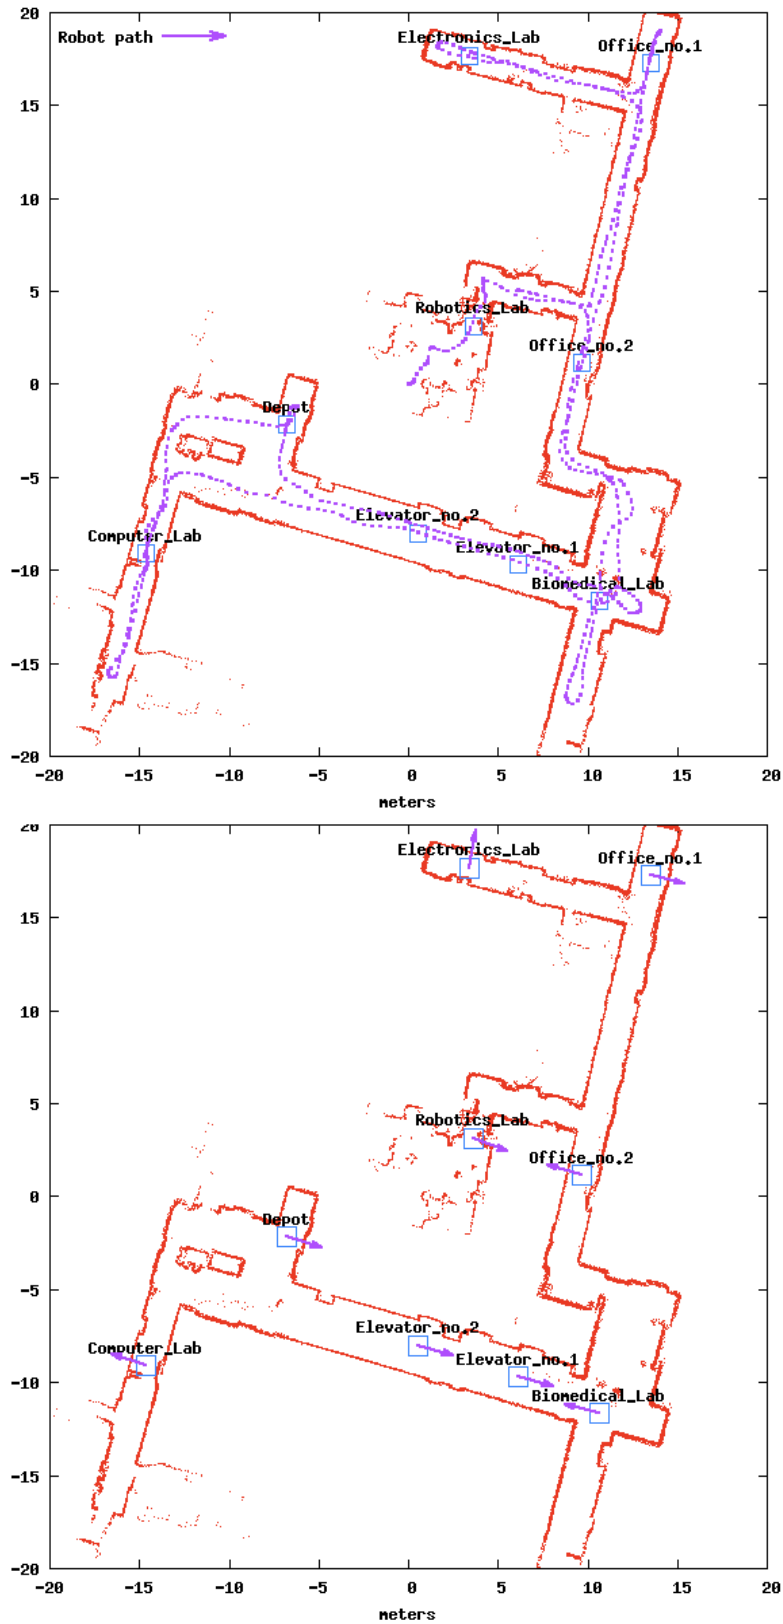 20
Electronics_Lab
Office_no.1
Robot path
15
10
5
Robotics_Lab
Office_no.2
0
Depot
-5
Elevator_no.2
Computer_Lab
Elevator_no.1
-10
Biomedical_Lab
-15
-20
-20 -15 -10 -5 0 5 10 15 20
meters
20
Electronics_Lab
Office_no.1
15
10
5
Robotics_Lab
Office_no.2
0
Depot
-5
Elevator_no.2
Computer_Lab
Elevator_no.1
Biomedical_Lab
-10
-15
-20
-20 -15 -10 -5 0 5 10 15 20
meters